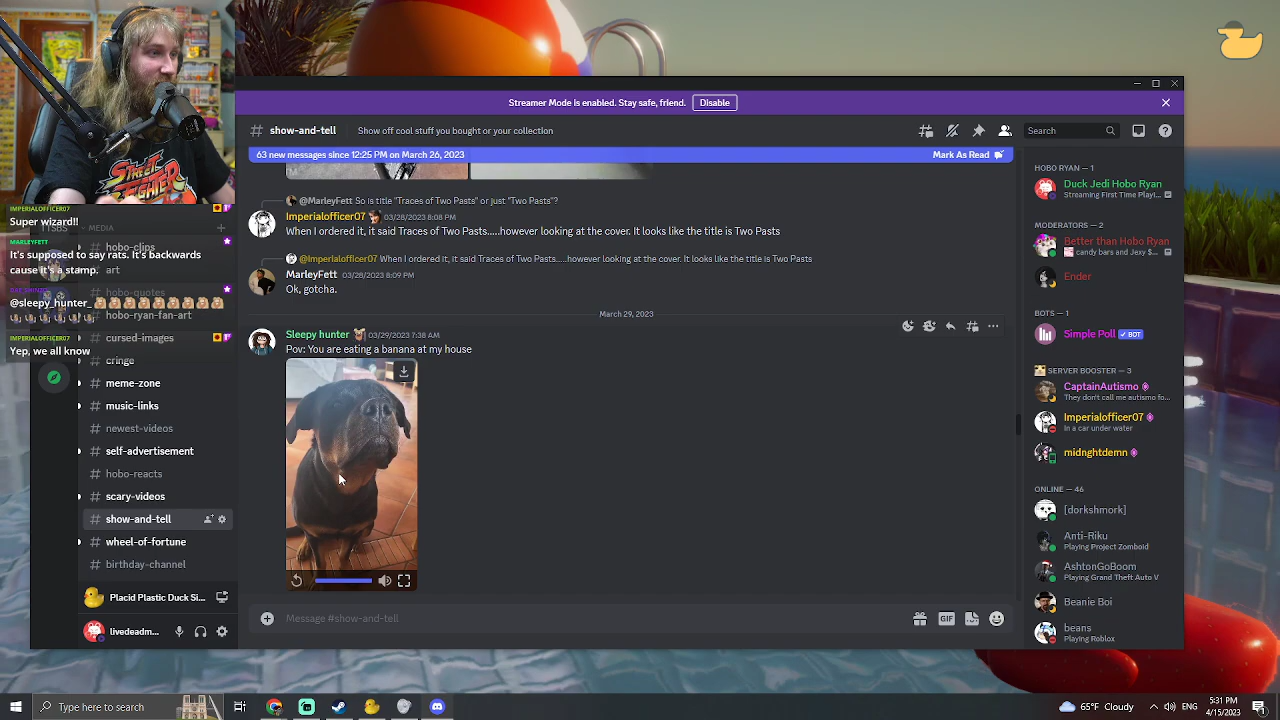 Streamer Mode is enabled. Stay safe, friend.
Disable
show-and-tell
Show off cool stuff you bought or your collection
Search
63 new messages since 12:25 PM on March 26, 2023
Mark As Read
@MarleyFett So is title 'Traces of Two Pasts' or just "Two Pasts"?
Imperialofficer07 03/28/2023 8:08 PM
When I ordered it, it said Traces of Two Pasts.....however looking at the cover. It looks like the title is Two Pasts
@Imperialofficer07 When I ordered it, it said Traces of Two Pasts.....however looking at the cover. It looks like the title is Two Pasts
MarleyFett 03/28/2023 8:09 PM
Ok, gotcha.
March 29, 2023
Sleepy hunter 03/29/2023 7:38 AM
Pov: You are eating a banana at my house
Message #show-and-tell
GIF
STREET FIGHTER
IMPERIALOFFICER07
Super wizard!!
MARLEYFETT
It's supposed to say rats. It's backwards
cause it's a stamp.
@sleepy_hunter_
IMPERIALOFFICER07
Yep, we all know
MEDIA
hobo-clips
art
hobo-quotes
hobo-ryan-fan-art
cursed-images
cringe
meme-zone
music-links
newest-videos
self-advertisement
hobo-reacts
scary-videos
show-and-tell
wheel-of-fortune
birthday-channel
Placid Plastic Duck Si...
livedeadm...
HOBO RYAN — 1
Duck Jedi Hobo Ryan
Streaming First Time Play...
MODERATORS — 2
Better than Hobo Ryan
candy bars and Jexy S...
Ender
BOTS — 1
Simple Poll
BOT
SERVER BOOSTER — 3
CaptainAutismo
They don't call me autismo fo...
Imperialofficer07
In a car under water
midnghtdemn
ONLINE — 46
[dorkshmork]
Anti-Riku
Playing Project Zomboid
AshtonGoBoom
Playing Grand Theft Auto V
Beanie Boi
beans
Playing Roblox
Type here to search
65°F Cloudy
5:31 PM
4/15/2023